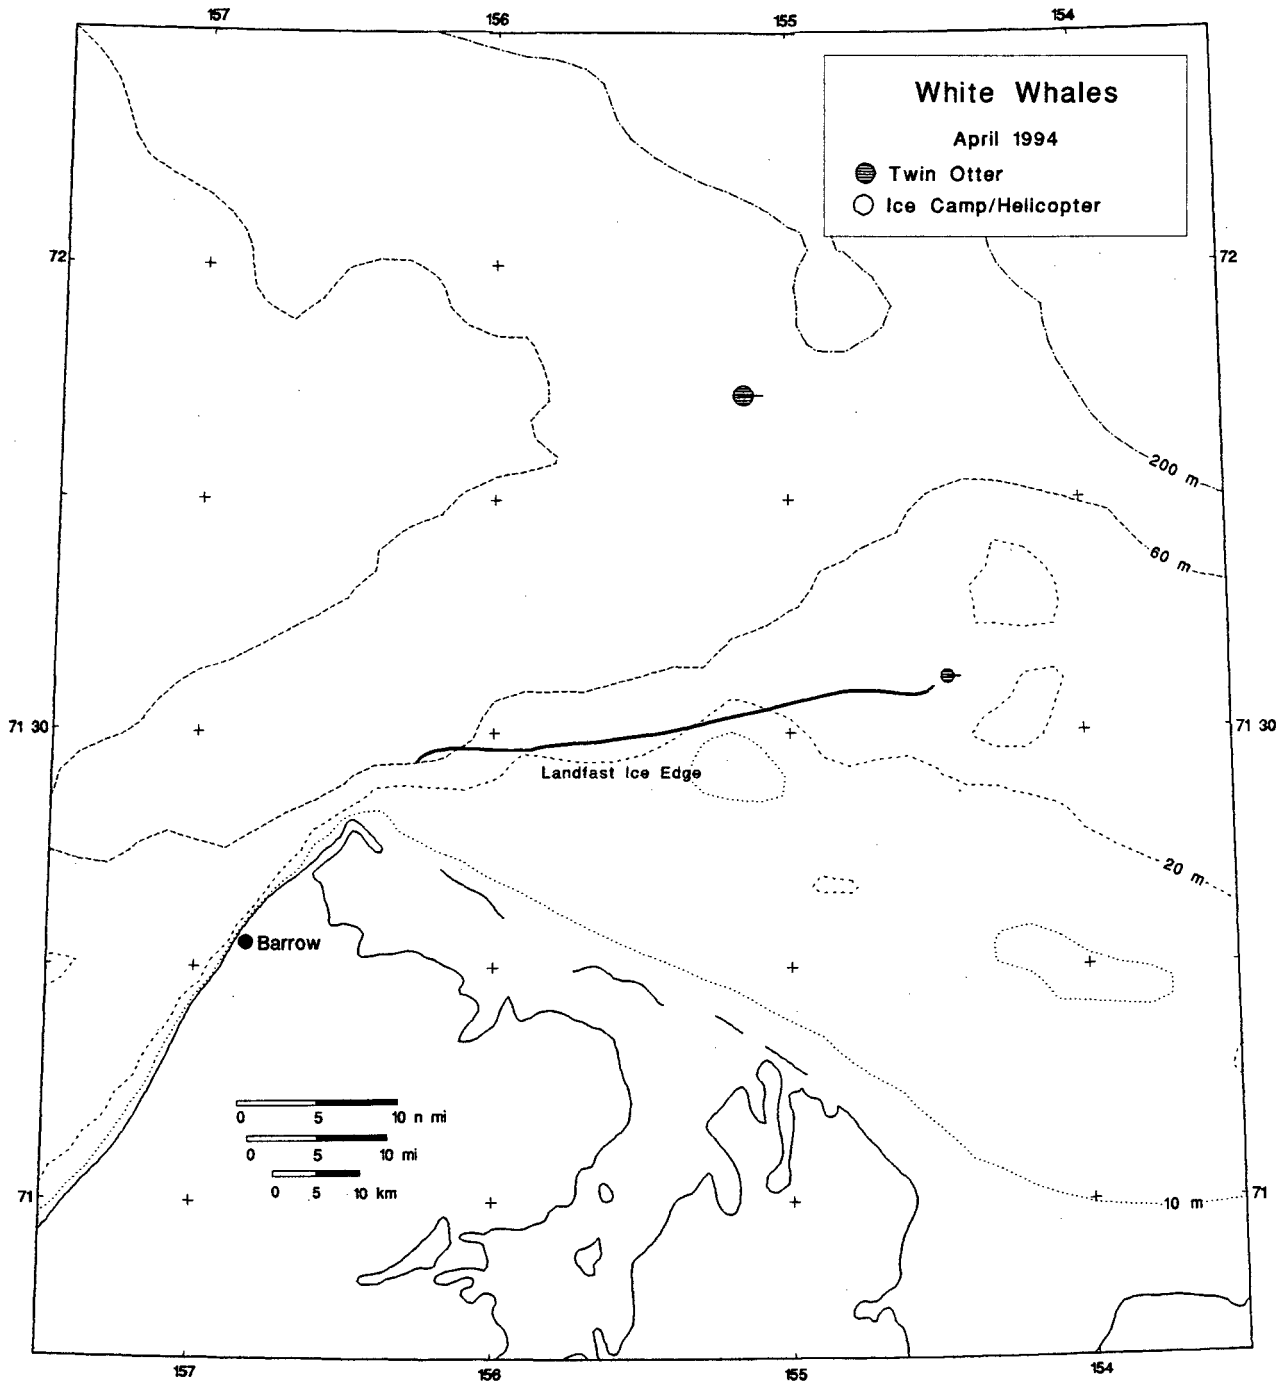 157 156 155 154
White Whales
April 1994
Twin Otter
Ice Camp/Helicopter
72 72
200 m
60 m
71 30 71 30
Landfast Ice Edge
20 m
Barrow
0 5 10 n mi
0 5 10 mi
0 5 10 km
71 71
10 m
157 156 155 154